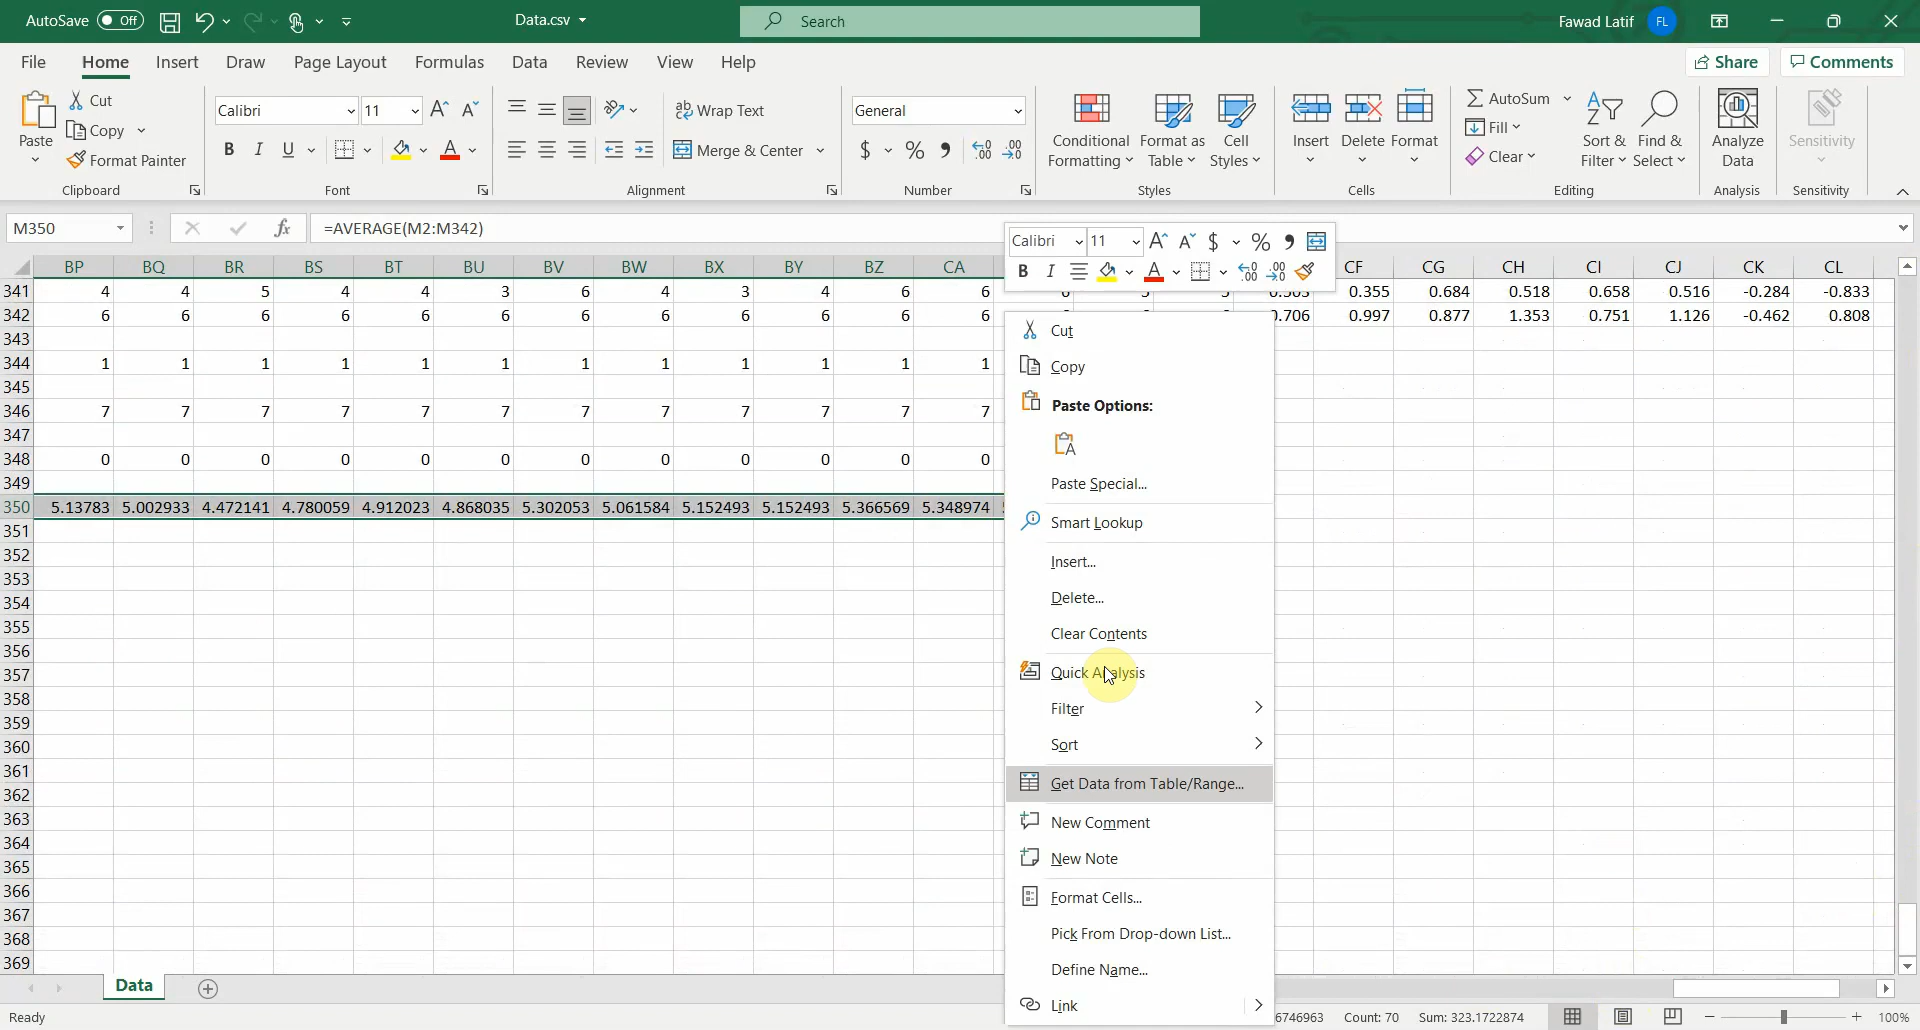 AutoSave Off Data.csv Search Fawad Latif FL
File Home Insert Draw Page Layout Formulas Data Review View Help Share Comments
Paste Cut Copy Format Painter
Clipboard
Calibri 11 A A
B I U A
Font
ab Wrap Text
Merge & Center
Alignment
General
$ % ,
Number
Conditional Formatting Format as Table Cell Styles
Styles
Insert Delete Format
Cells
AutoSum Fill Clear Sort & Filter Find & Select
Editing
Analyze Data
Analysis
Sensitivity
Sensitivity
M350 fx =AVERAGE(M2:M342)
Calibri 11 A A $ % ,
B I A
BP BQ BR BS BT BU BV BW BX BY BZ CA CF CG CH CI CJ CK CL
341 4 4 5 4 4 3 6 4 3 4 6 6 0.355 0.684 0.518 0.658 0.516 -0.284 -0.833
342 6 6 6 6 6 6 6 6 6 6 6 6 0.997 0.877 1.353 0.751 1.126 -0.462 0.808
343
344 1 1 1 1 1 1 1 1 1 1 1 1
345
346 7 7 7 7 7 7 7 7 7 7 7 7
347
348 0 0 0 0 0 0 0 0 0 0 0 0
349
350 5.13783 5.002933 4.472141 4.780059 4.912023 4.868035 5.302053 5.061584 5.152493 5.152493 5.366569 5.348974
351
352
353
354
355
356
357
358
359
360
361
362
363
364
365
366
367
368
369
Cut
Copy
Paste Options:
Paste Special...
Smart Lookup
Insert...
Delete...
Clear Contents
Quick Analysis
Filter
Sort
Get Data from Table/Range...
New Comment
New Note
Format Cells...
Pick From Drop-down List...
Define Name...
Link
Data
Ready 6746963 Count: 70 Sum: 323.1722874 100%